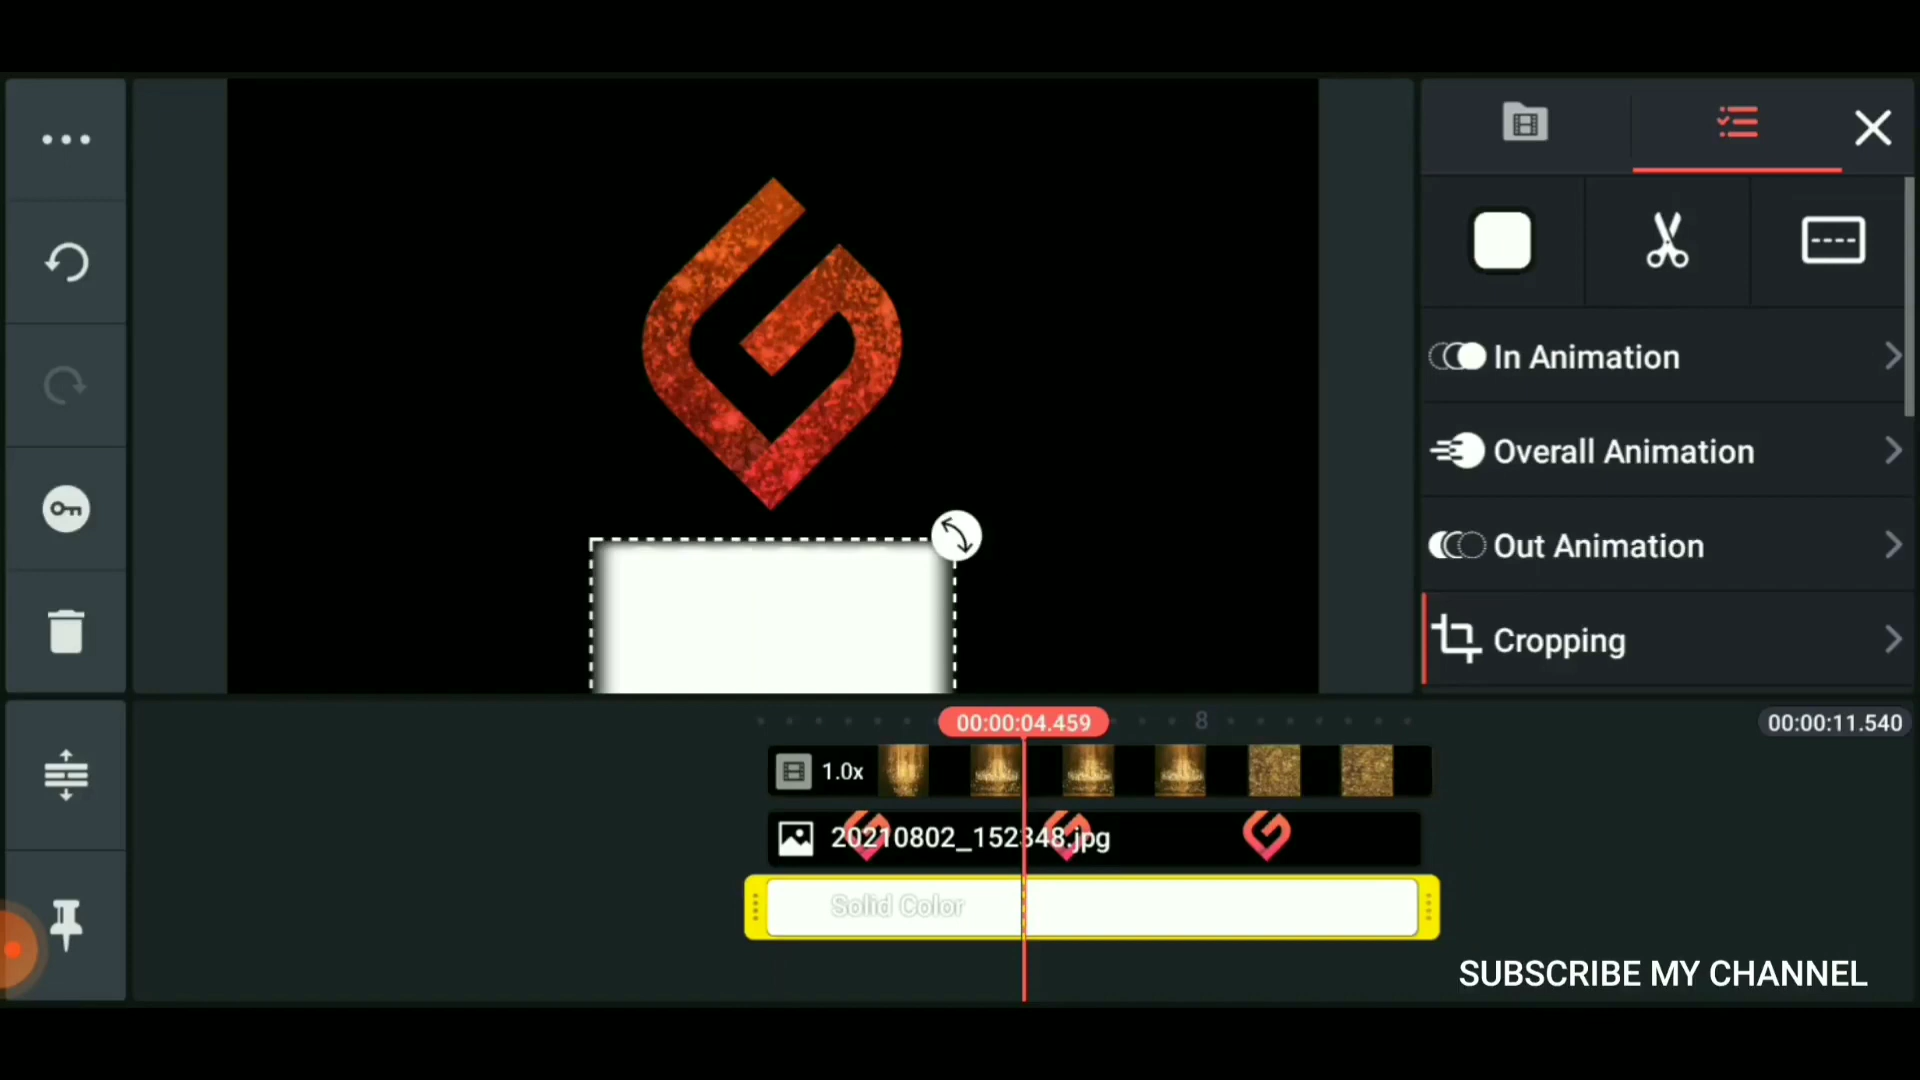 In Animation
Overall Animation
Out Animation
Cropping
00:00:04.459
8
00:00:11.540
1.0x
20210802_152348.jpg
Solid Color
SUBSCRIBE MY CHANNEL